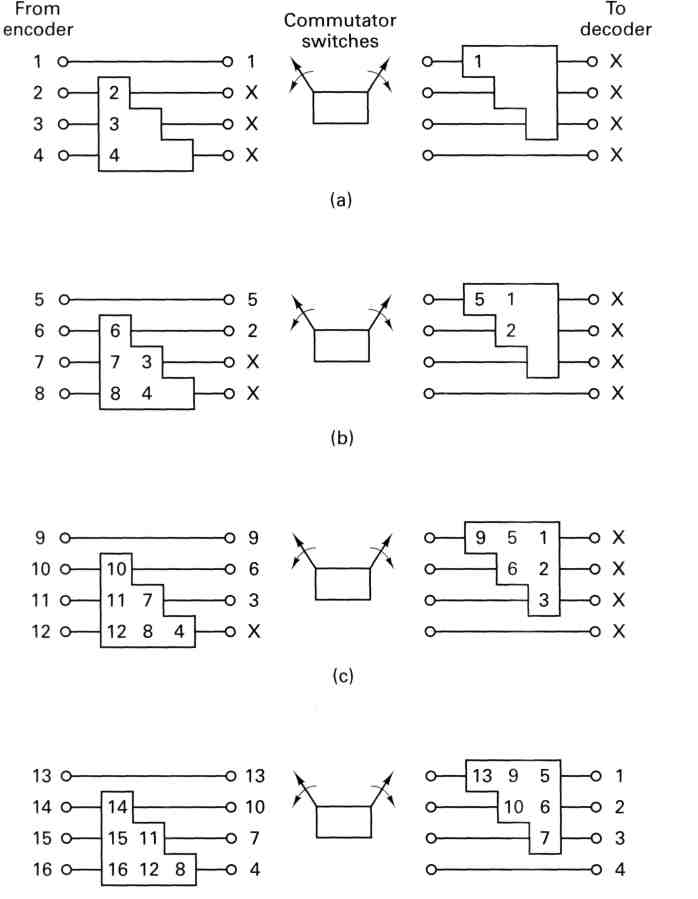 From encoder Commutator switches To decoder
1 1 1 X
2 2 X X
3 3 X X
4 4 X X
(a)
5 5 5 1 X
6 6 2 2 X
7 7 3 X X
8 8 4 X X
(b)
9 9 9 5 1 X
10 10 6 6 2 X
11 11 7 3 3 X
12 12 8 4 X X
(c)
13 13 13 9 5 1
14 14 10 10 6 2
15 15 11 7 7 3
16 16 12 8 4 4